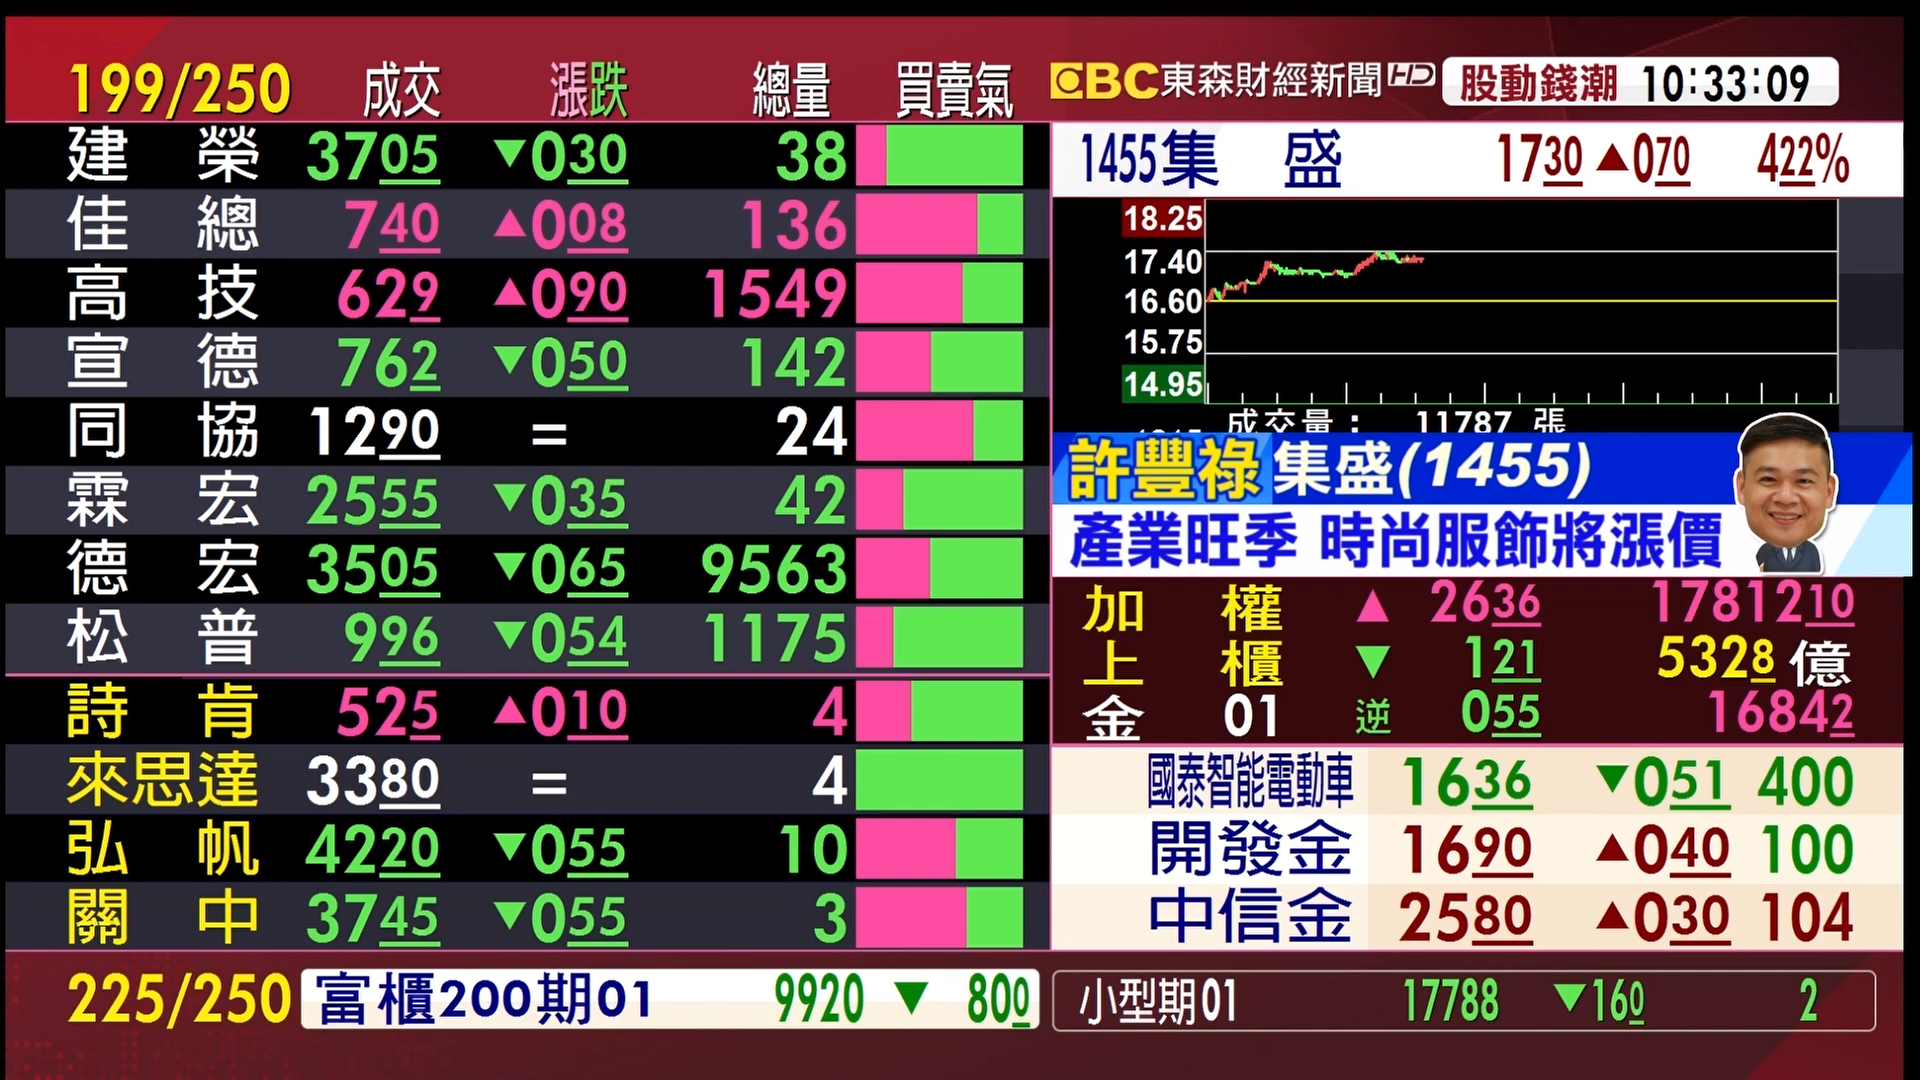 199/250 成交 漲跌 總量 買賣氣
EBC東森財經新聞HD 股動錢潮 10:33:09
建榮 3705 ▼030 38
佳總 740 ▲008 136
高技 629 ▲090 1549
宣德 762 ▼050 142
同協 1290 = 24
霖宏 2555 ▼035 42
德宏 3505 ▼065 9563
松普 996 ▼054 1175
詩肯 525 ▲010 4
來思達 3380 = 4
弘帆 4220 ▼055 10
關中 3745 ▼055 3
1455集盛 1730 ▲070 422%
18.25
17.40
16.60
15.75
14.95
成交量: 11787 張
許豐祿 集盛(1455)
產業旺季 時尚服飾將漲價
加權 ▲ 2636 1781210
上櫃 ▼ 121 5328 億
金 01 逆 055 16842
國泰智能電動車 1636 ▼051 400
開發金 1690 ▲040 100
中信金 2580 ▲030 104
225/250 富櫃200期01 9920 ▼ 800
小型期01 17788 ▼160 2